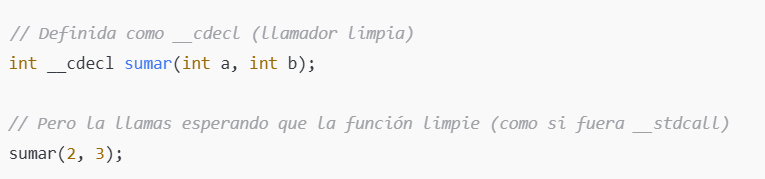 // Definida como __cdecl (llamador limpia)
int __cdecl sumar(int a, int b);
// Pero la llamas esperando que la función limpie (como si fuera __stdcall)
sumar(2, 3);